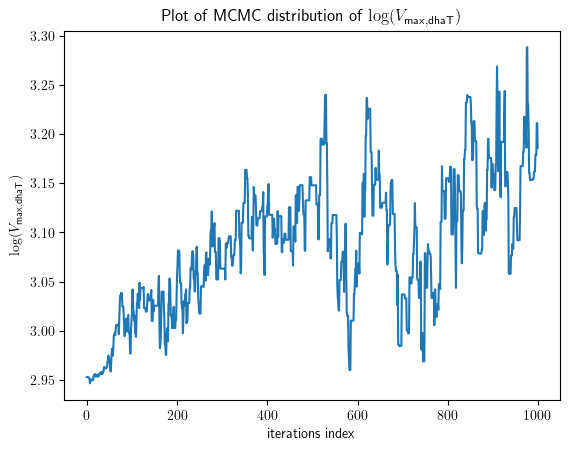 Plot of MCMC distribution of log(V_max,dhaT)
log(V_max,dhaT)
3.30
3.25
3.20
3.15
3.10
3.05
3.00
2.95
0 200 400 600 800 1000
iterations index